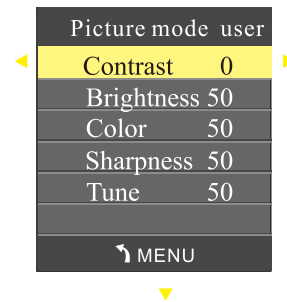 Picture mode user
Contrast 0
Brightness 50
Color 50
Sharpness 50
Tune 50
MENU